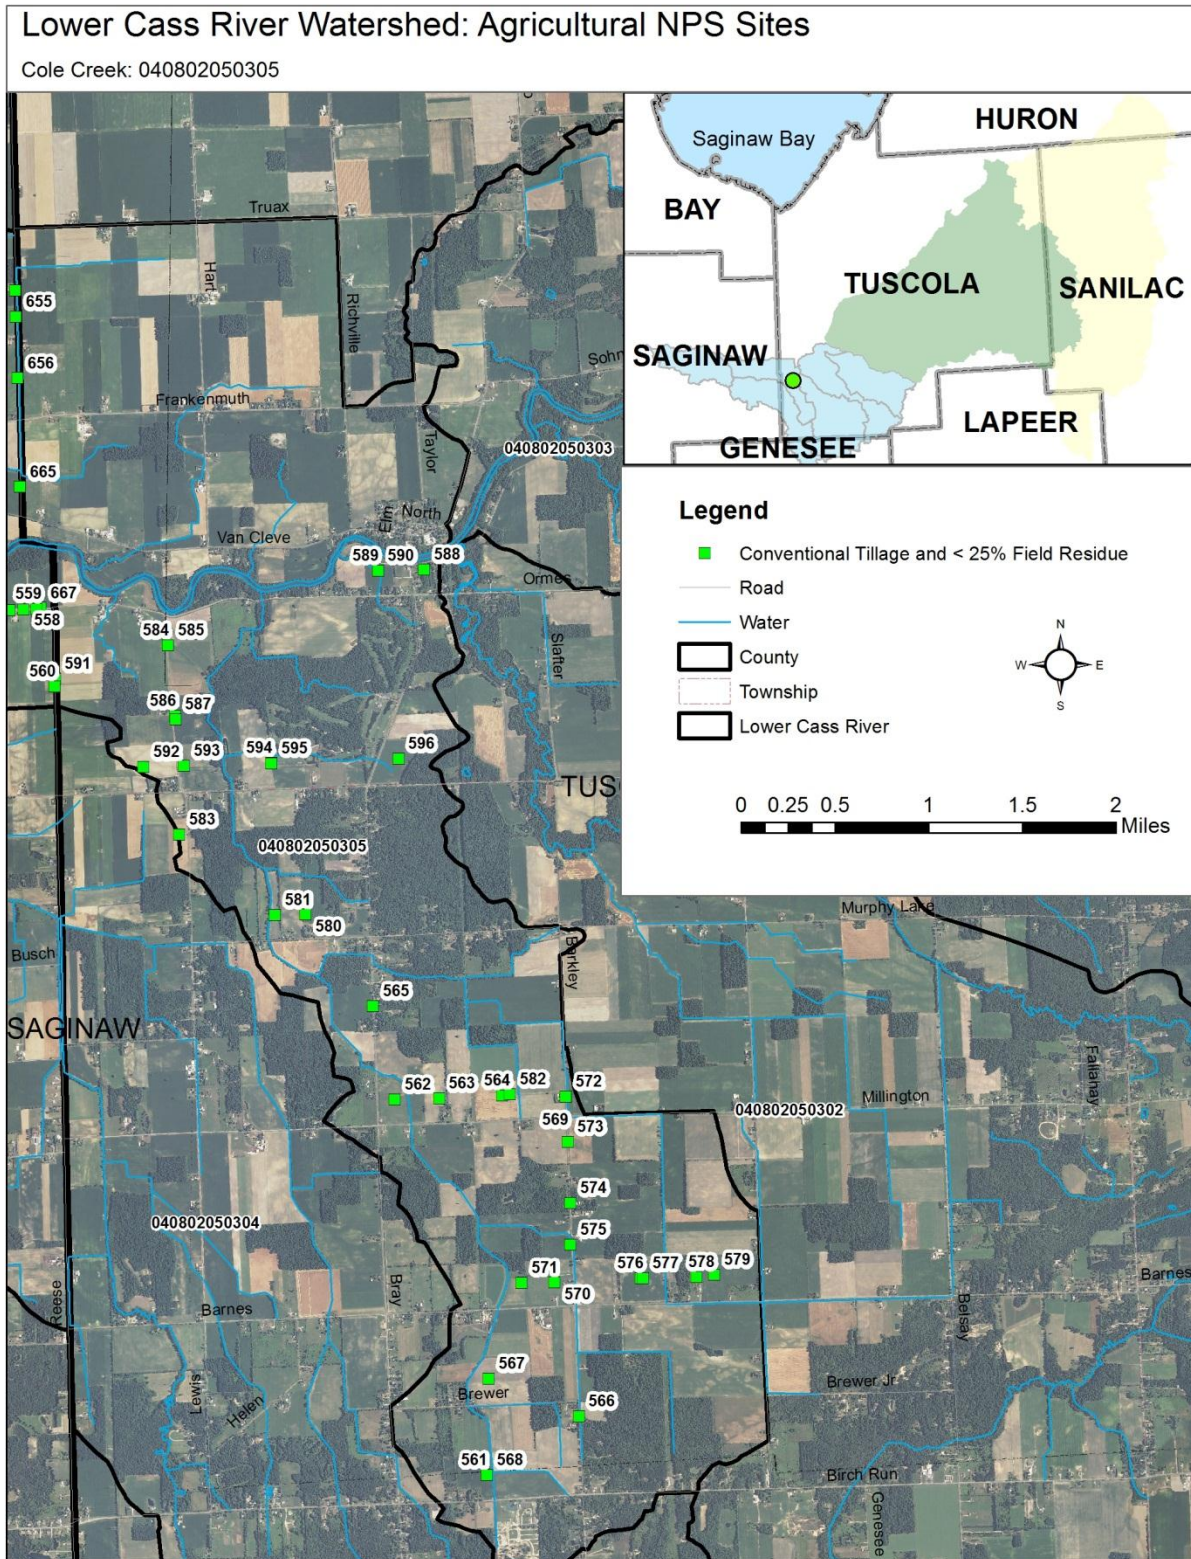 Lower Cass River Watershed: Agricultural NPS Sites
Cole Creek: 040802050305
Saginaw Bay
HURON
BAY
TUSCOLA
SANILAC
SAGINAW
LAPEER
GENESEE
Legend
Conventional Tillage and < 25% Field Residue
Road
Water
County
Township
Lower Cass River
N
W E
S
0 0.25 0.5 1 1.5 2
Miles
Truax
Hart
Richville
655
656
Frankenmuth
Sohn
Taylor
040802050303
665
Elm
North
Van Cleve
589 590 588
Ormes
559 667
558
584 585
Slafter
560 591
586 587
592 593 594 595 596
TUSC
583
040802050305
581
580
Murphy Lake
Busch
Barkley
565
SAGINAW
562 563 564 582 572
Millington
Fallahay
040802050302
569 573
574
040802050304
575
571
570
576 577 578 579
Barnes
Reese
Bray
Barnes
Belsay
567
Brewer
Brewer Jr
Lewis
Helen
566
561 568
Birch Run
Genesee